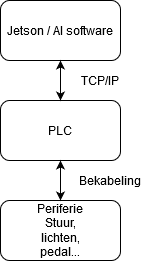 Jetson / AI software
TCP/IP
PLC
Bekabeling
Periferie
Stuur,
lichten,
pedal...